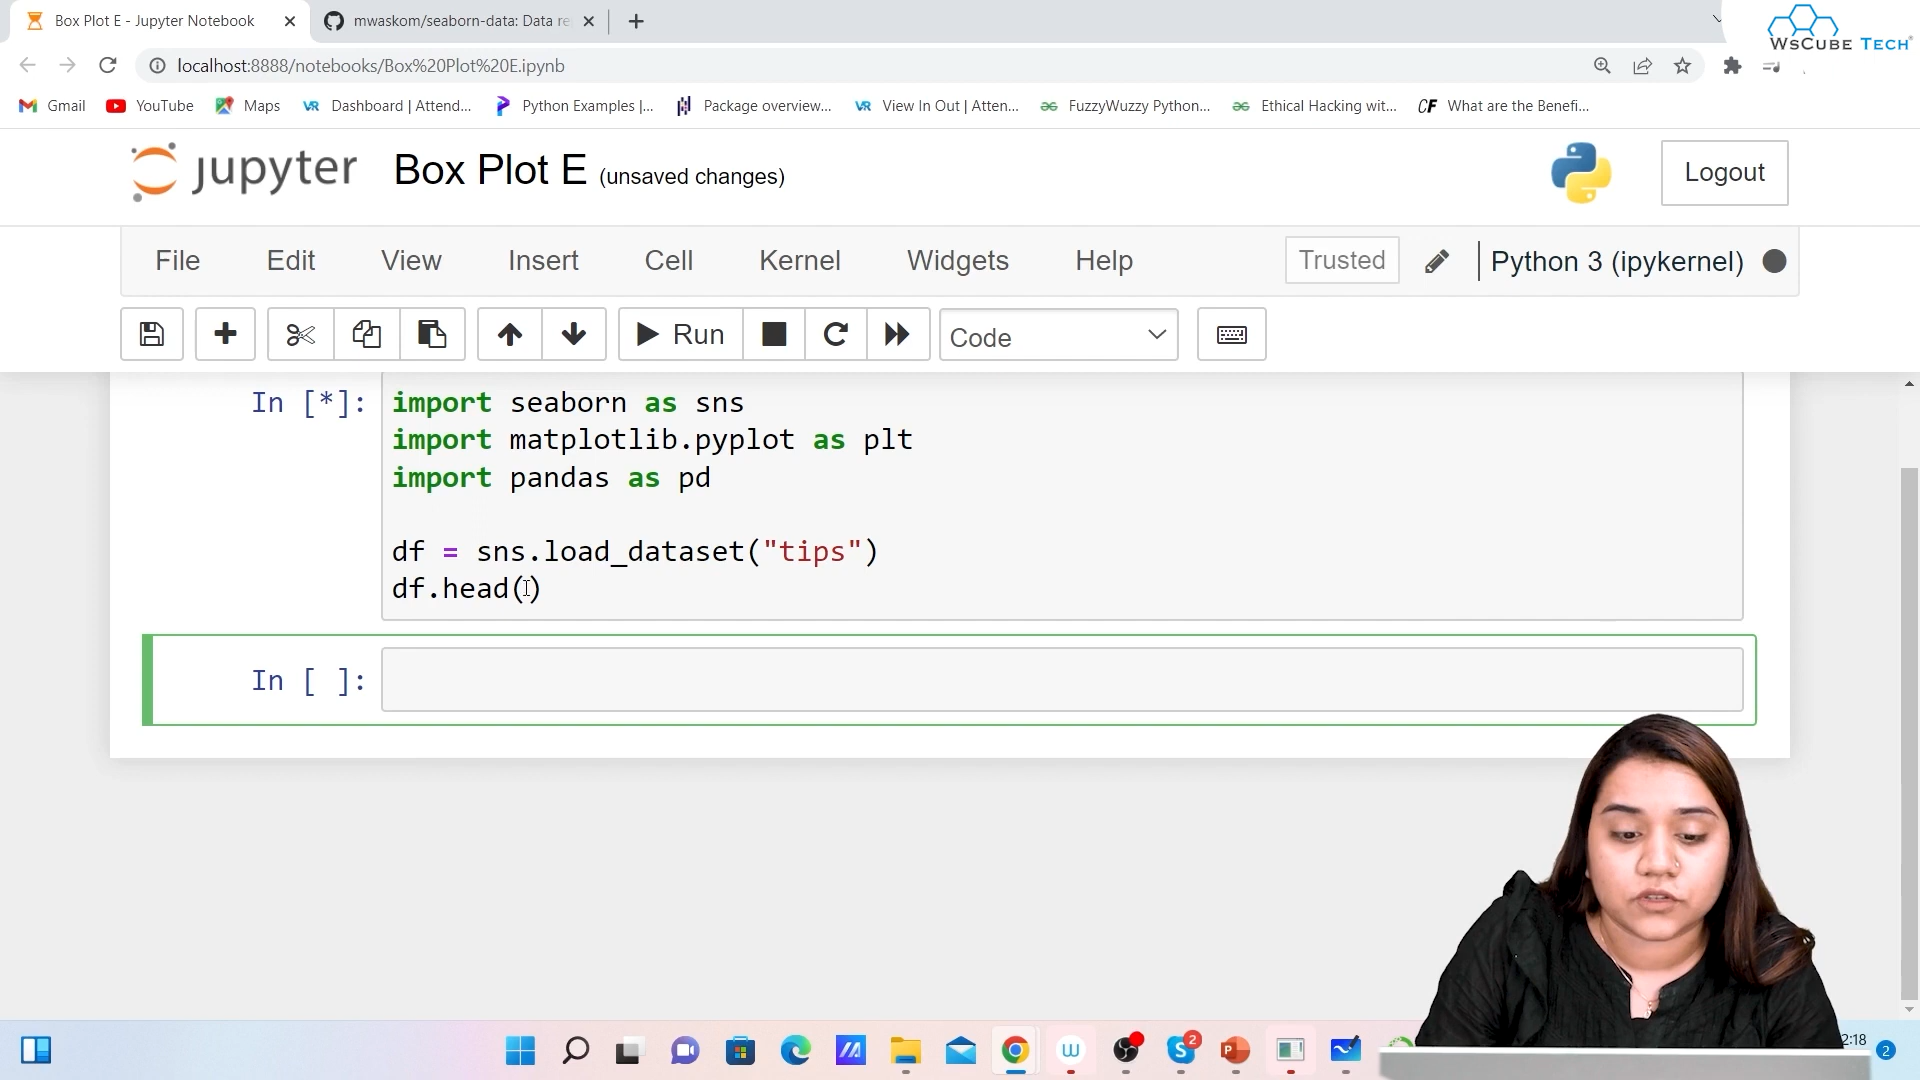 Box Plot E - Jupyter Notebook
mwaskom/seaborn-data: Data re
WsCube Tech
localhost:8888/notebooks/Box%20Plot%20E.ipynb
Gmail YouTube Maps Dashboard | Attend... Python Examples |... Package overview... View In Out | Atten... FuzzyWuzzy Python... Ethical Hacking wit... What are the Benefi...
jupyter Box Plot E (unsaved changes) Logout
File Edit View Insert Cell Kernel Widgets Help Trusted Python 3 (ipykernel)
Run Code
In [*]: import seaborn as sns
import matplotlib.pyplot as plt
import pandas as pd
df = sns.load_dataset("tips")
df.head()
In [ ]:
2:18
2
2